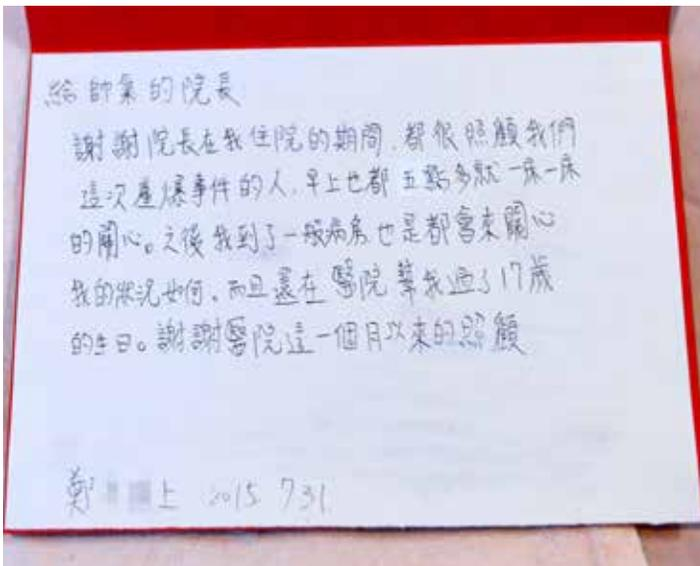 給帥氣的院長
謝謝院長在我住院的期間,都很照顧我們
這次塵爆事件的人,早上也都五點多就一床一床
的關心。之後我到了一般病房也是都會來關心
我的狀況如何,而且還在醫院幫我過了17歲
的生日。謝謝醫院這一個月以來的照顧
鄭 上 2015. 7.31